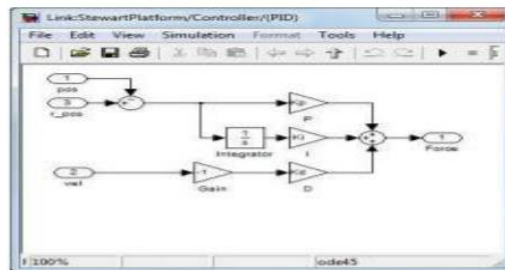 Link:StewartPlatform/Controller/(PID)
File Edit View Simulation Format Tools Help
1
pos
3
r_pos
Kp
P
1
s
Integrator
Ki
I
1
Force
2
vel
-1
Gain
Kd
D
100%
ode45